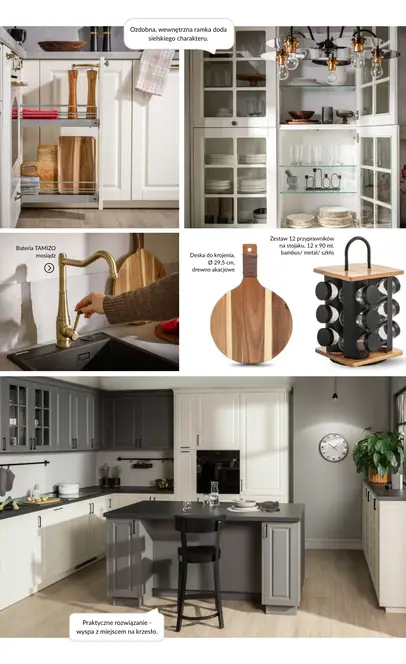 Ozdobna, wewnętrzna ramka doda
sielskiego charakteru.
Bateria TAMIZO
mosiądz
Deska do krojenia,
Ø 29.5 cm,
drewno akacjowe
Zestaw 12 przyprawników
na stojaku, 12 x 90 ml,
bambus/ metal/ szkło
Praktyczne rozwiązanie -
wyspa z miejscem na krzesło.